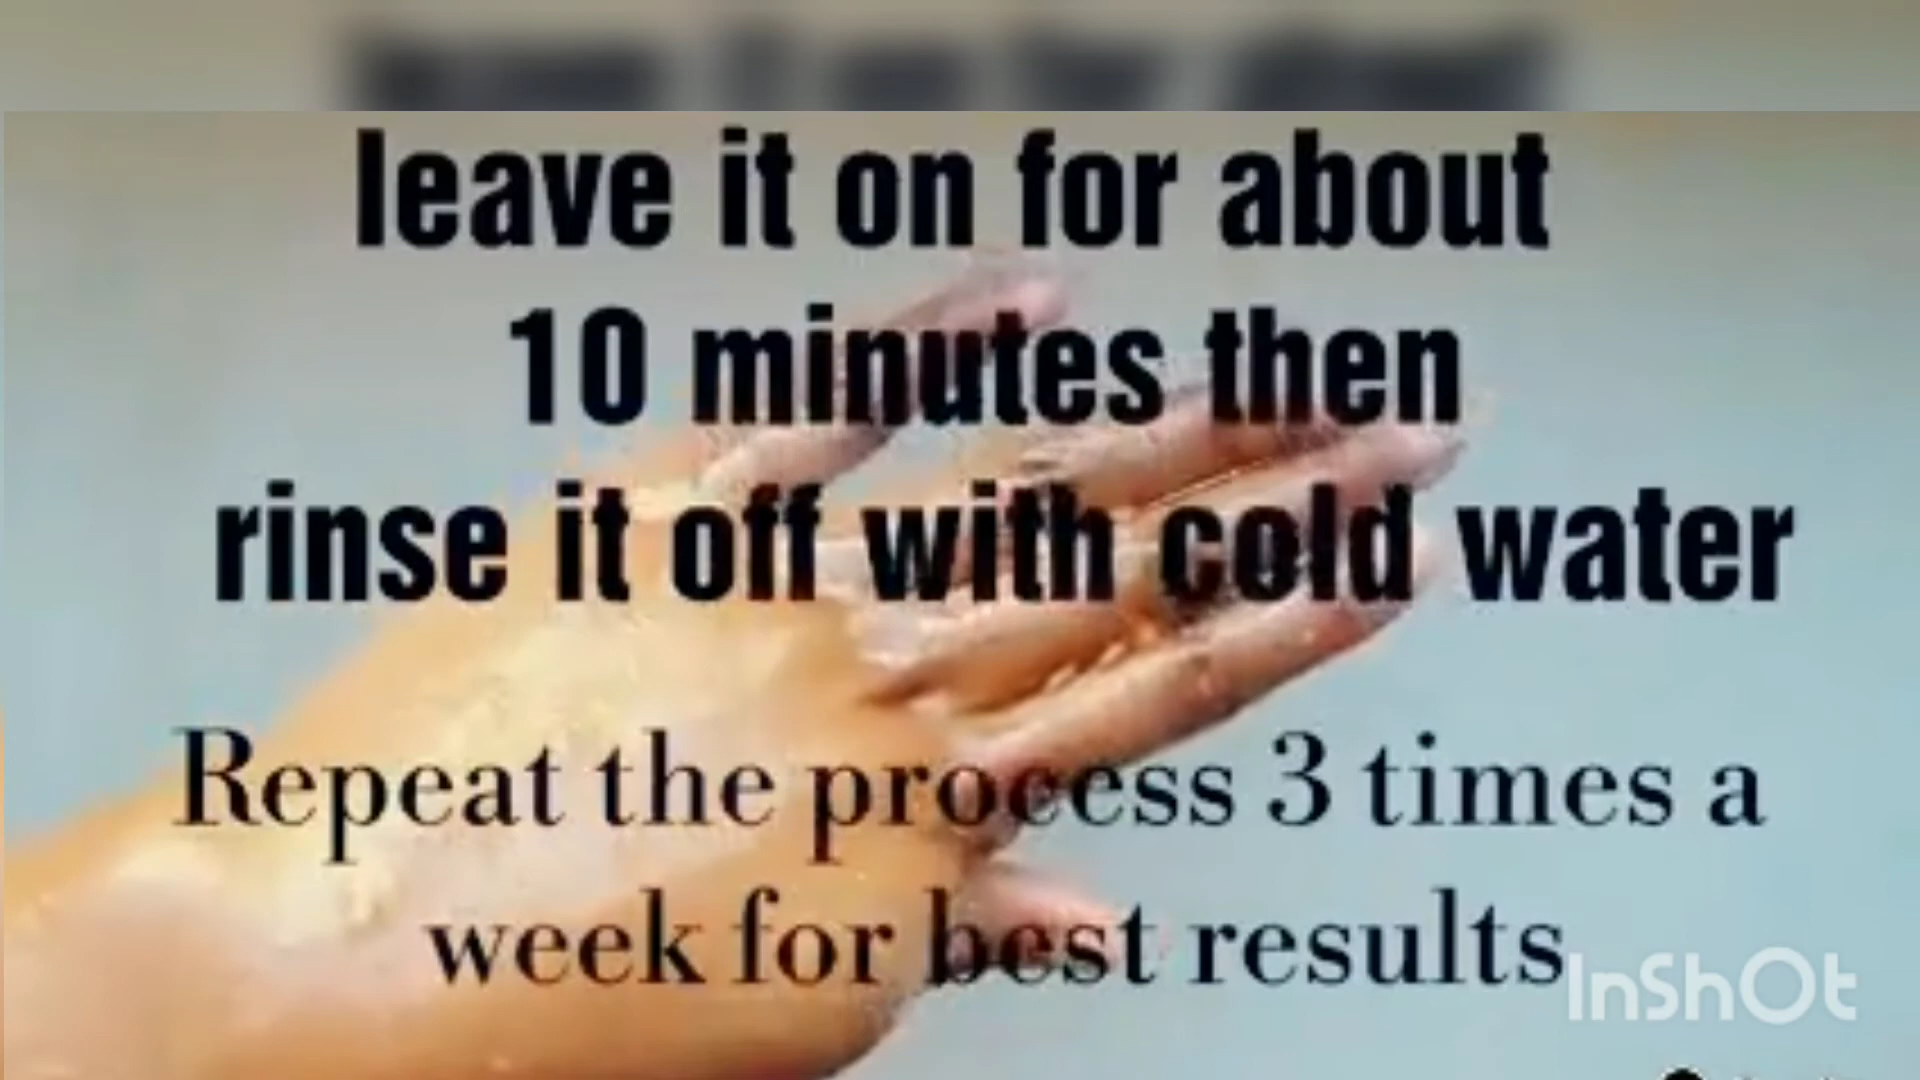 leave it on for about
10 minutes then
rinse it off with cold water
Repeat the process 3 times a
week for best results
InShOt